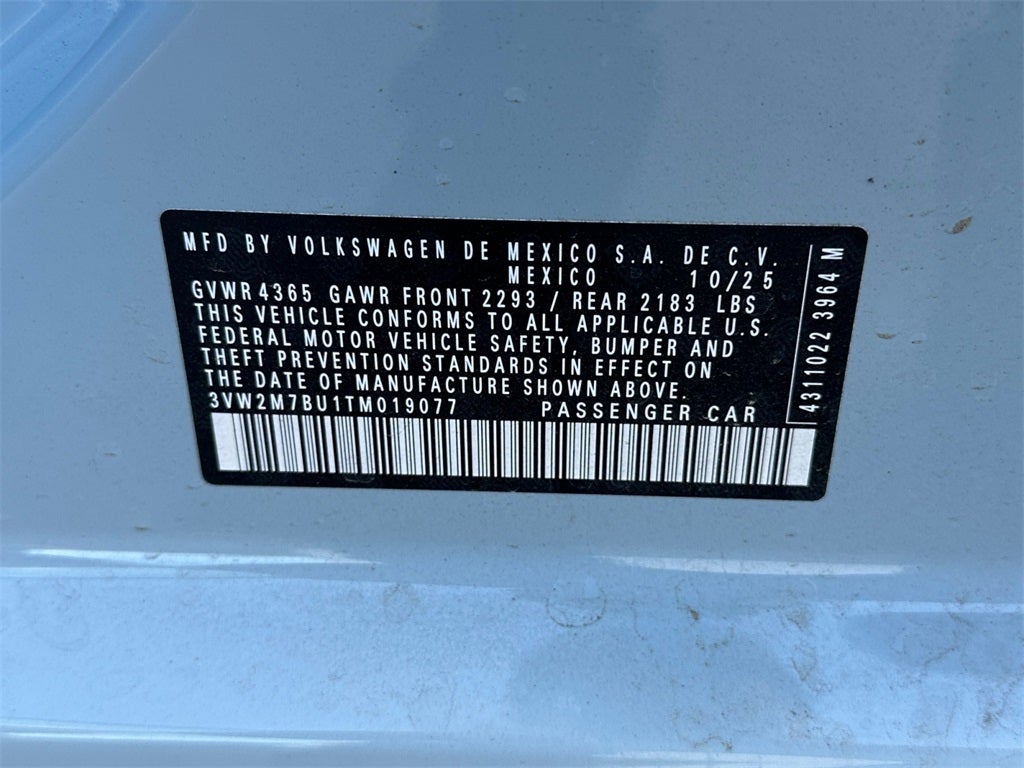 MFD BY VOLKSWAGEN DE MEXICO S.A. DE C.V.
MEXICO 10/25
GVWR 4365 GAWR FRONT 2293 / REAR 2183 LBS
THIS VEHICLE CONFORMS TO ALL APPLICABLE U.S.
FEDERAL MOTOR VEHICLE SAFETY, BUMPER AND
THEFT PREVENTION STANDARDS IN EFFECT ON
THE DATE OF MANUFACTURE SHOWN ABOVE.
3VW2M7BU1TM019077 PASSENGER CAR
4311022 3964 M